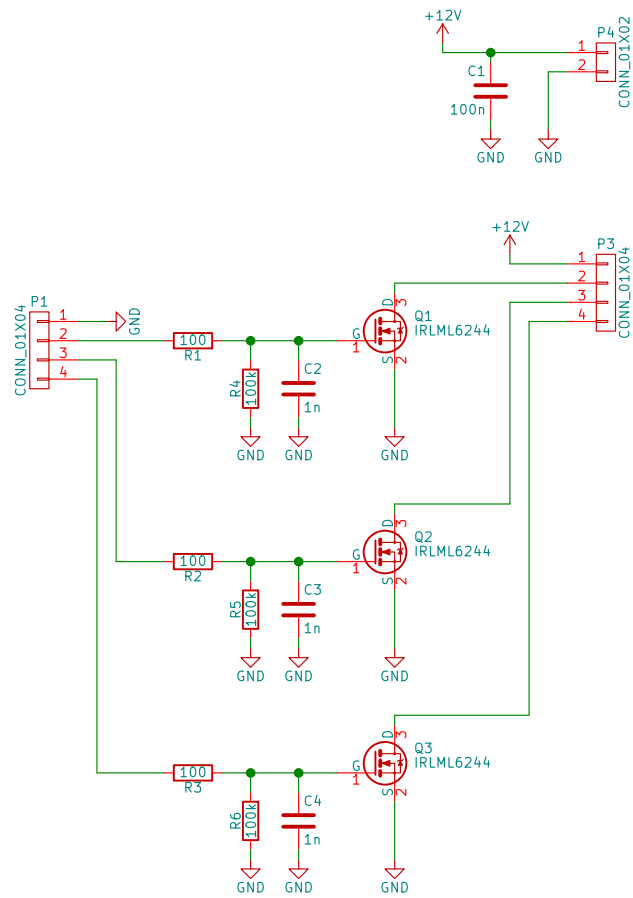 +12V
P4
1
2
CONN_01X02
C1
100n
GND
GND
+12V
P3
1
2
3
4
CONN_01X04
P1
1
2
3
4
CONN_01X04
GND
100
R1
R4
100k
C2
1n
G
1
D
3
S
2
Q1
IRLML6244
GND
GND
GND
100
R2
R5
100k
C3
1n
G
1
D
3
S
2
Q2
IRLML6244
GND
GND
GND
100
R3
R6
100k
C4
1n
G
1
D
3
S
2
Q3
IRLML6244
GND
GND
GND